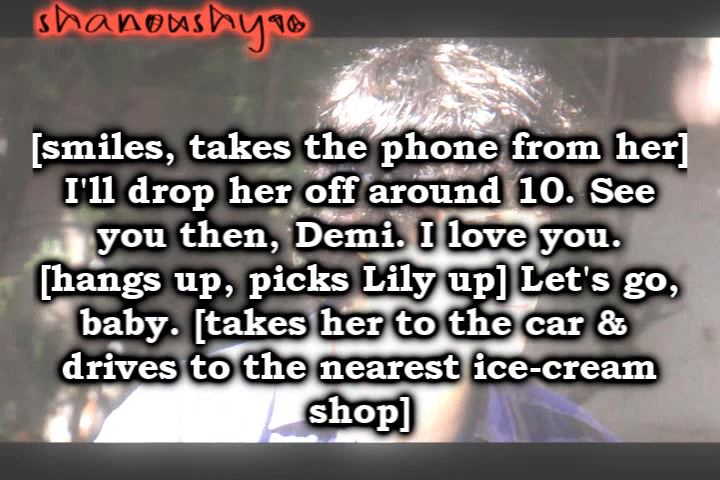 shanoushy16
[smiles, takes the phone from her]
I'll drop her off around 10. See
you then, Demi. I love you.
[hangs up, picks Lily up] Let's go,
baby. [takes her to the car &
drives to the nearest ice-cream
shop]